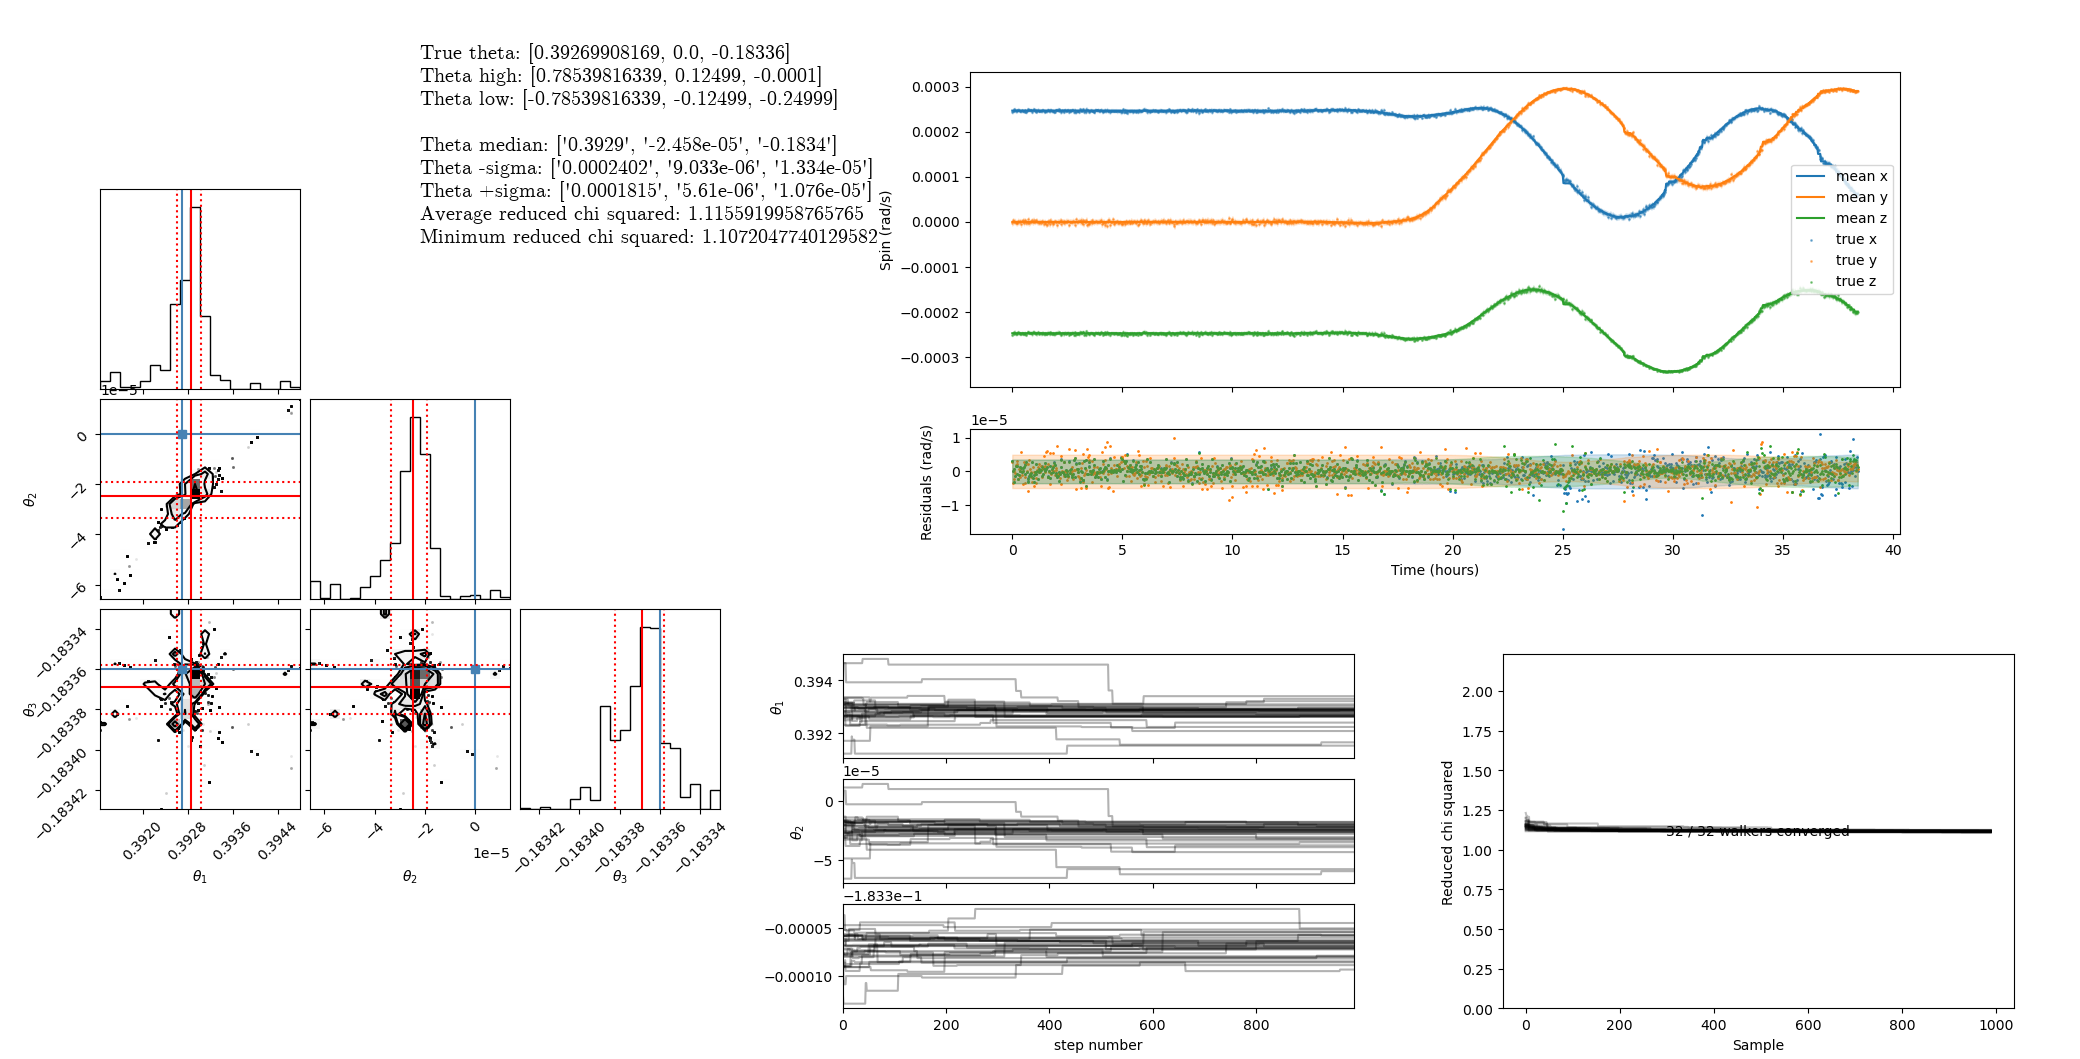 True theta: [0.39269908169, 0.0, -0.18336]
Theta high: [0.78539816339, 0.12499, -0.0001]
Theta low: [-0.78539816339, -0.12499, -0.24999]
Theta median: ['0.3929', '-2.458e-05', '-0.1834']
Theta -sigma: ['0.0002402', '9.033e-06', '1.334e-05']
Theta +sigma: ['0.0001815', '5.61e-06', '1.076e-05']
Average reduced chi squared: 1.1155919958765765
Minimum reduced chi squared: 1.1072047740129582
1e−5
0
−2
−4
−6
θ2
−0.18334
−0.18336
−0.18338
−0.18340
−0.18342
θ3
0.3920
0.3928
0.3936
0.3944
θ1
−6
−4
−2
0
1e−5
θ2
−0.18342
−0.18340
−0.18338
−0.18336
−0.18334
θ3
0.0003
0.0002
0.0001
0.0000
−0.0001
−0.0002
−0.0003
Spin (rad/s)
mean x
mean y
mean z
true x
true y
true z
1e−5
1
0
−1
Residuals (rad/s)
0
5
10
15
20
25
30
35
40
Time (hours)
0.394
0.392
θ1
1e−5
0
−5
θ2
−1.833e−1
−0.00005
−0.00010
0
200
400
600
800
step number
2.00
1.75
1.50
1.25
1.00
0.75
0.50
0.25
0.00
Reduced chi squared
32 / 32 walkers converged
0
200
400
600
800
1000
Sample